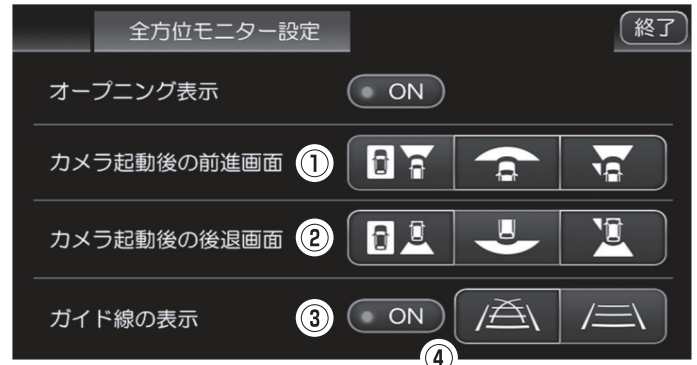 全方位モニター設定 終了
オープニング表示 ON
カメラ起動後の前進画面 ①
カメラ起動後の後退画面 ②
ガイド線の表示 ③ ON
④